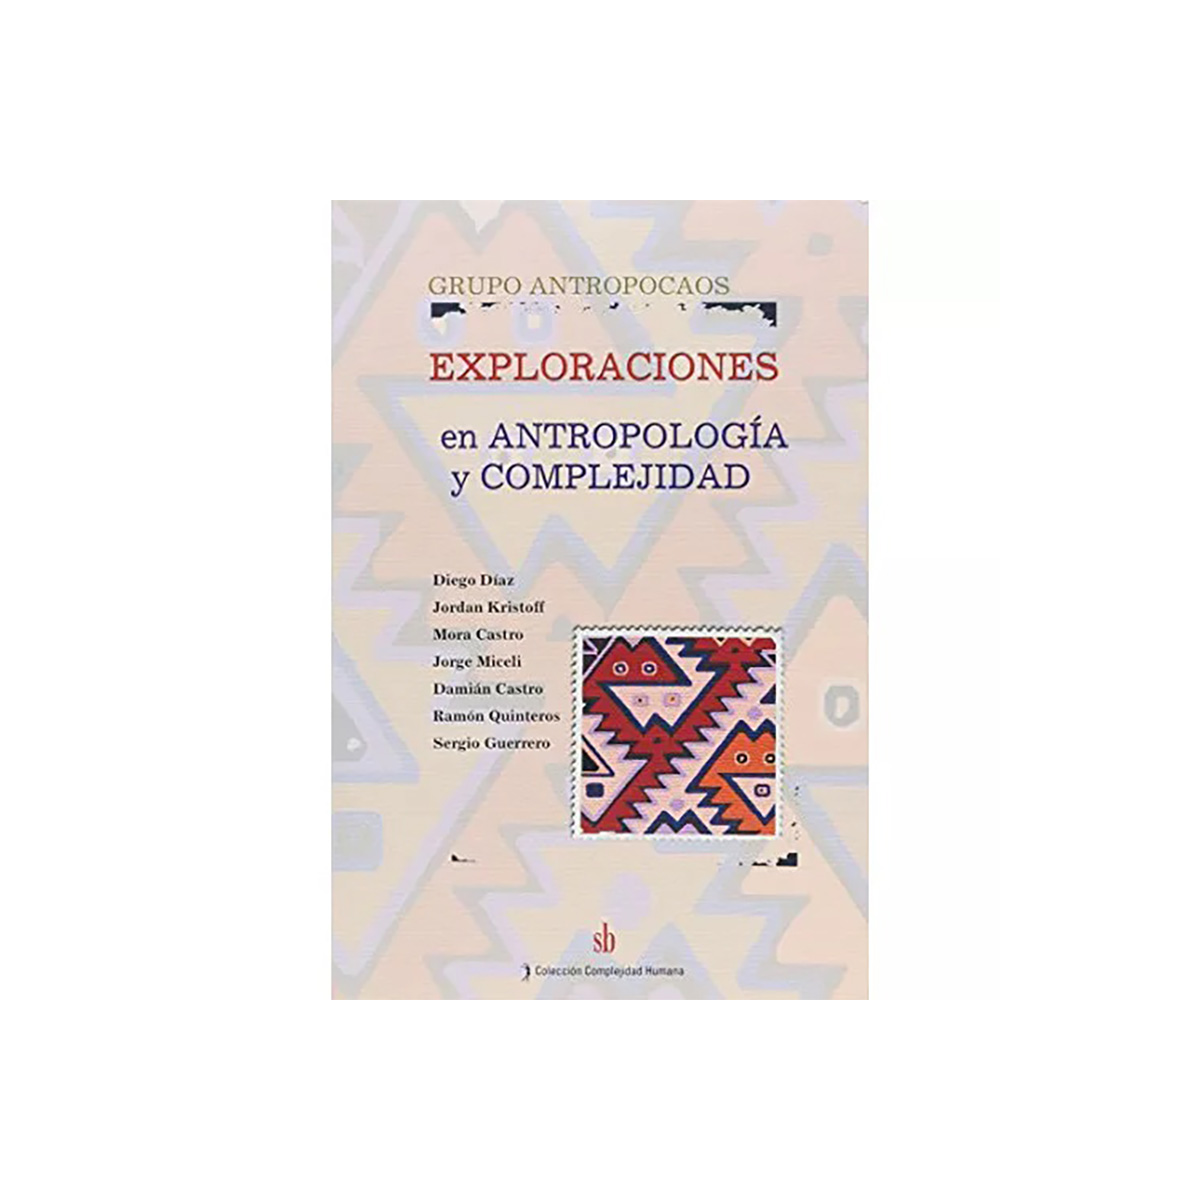 GRUPO ANTROPOCAOS
EXPLORACIONES
en ANTROPOLOGÍA
y COMPLEJIDAD
Diego Díaz
Jordan Kristoff
Mora Castro
Jorge Miceli
Damián Castro
Ramón Quinteros
Sergio Guerrero
sb
Colección Complejidad Humana